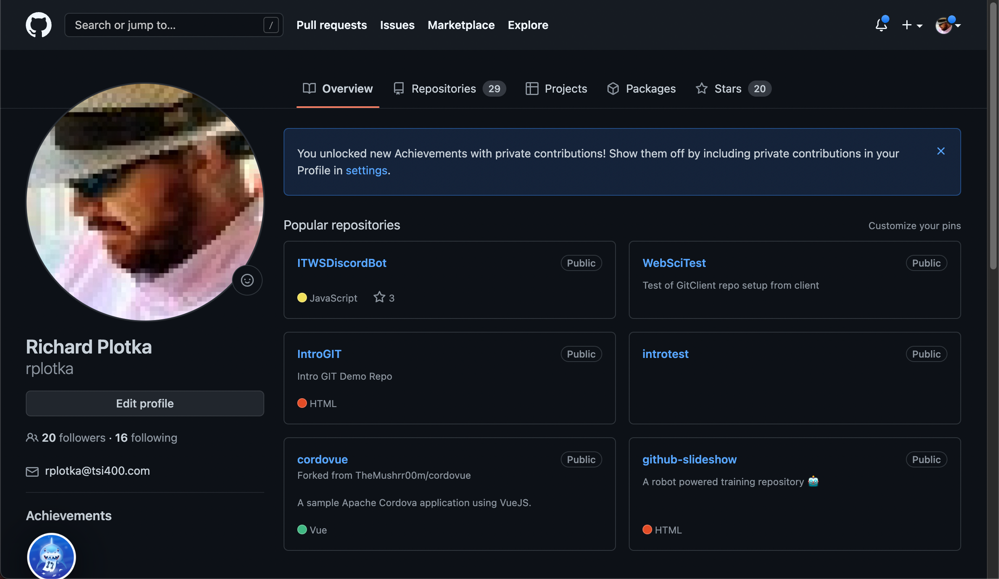 Search or jump to...
/
Pull requests
Issues
Marketplace
Explore
Overview
Repositories 29
Projects
Packages
Stars 20
You unlocked new Achievements with private contributions! Show them off by including private contributions in your
Profile in settings.
Popular repositories
Customize your pins
ITWSDiscordBot
Public
JavaScript
3
WebSciTest
Public
Test of GitClient repo setup from client
IntroGIT
Public
Intro GIT Demo Repo
HTML
introtest
Public
cordovue
Public
Forked from TheMushrr00m/cordovue
A sample Apache Cordova application using VueJS.
Vue
github-slideshow
Public
A robot powered training repository 🤖
HTML
Richard Plotka
rplotka
Edit profile
20 followers · 16 following
rplotka@tsi400.com
Achievements